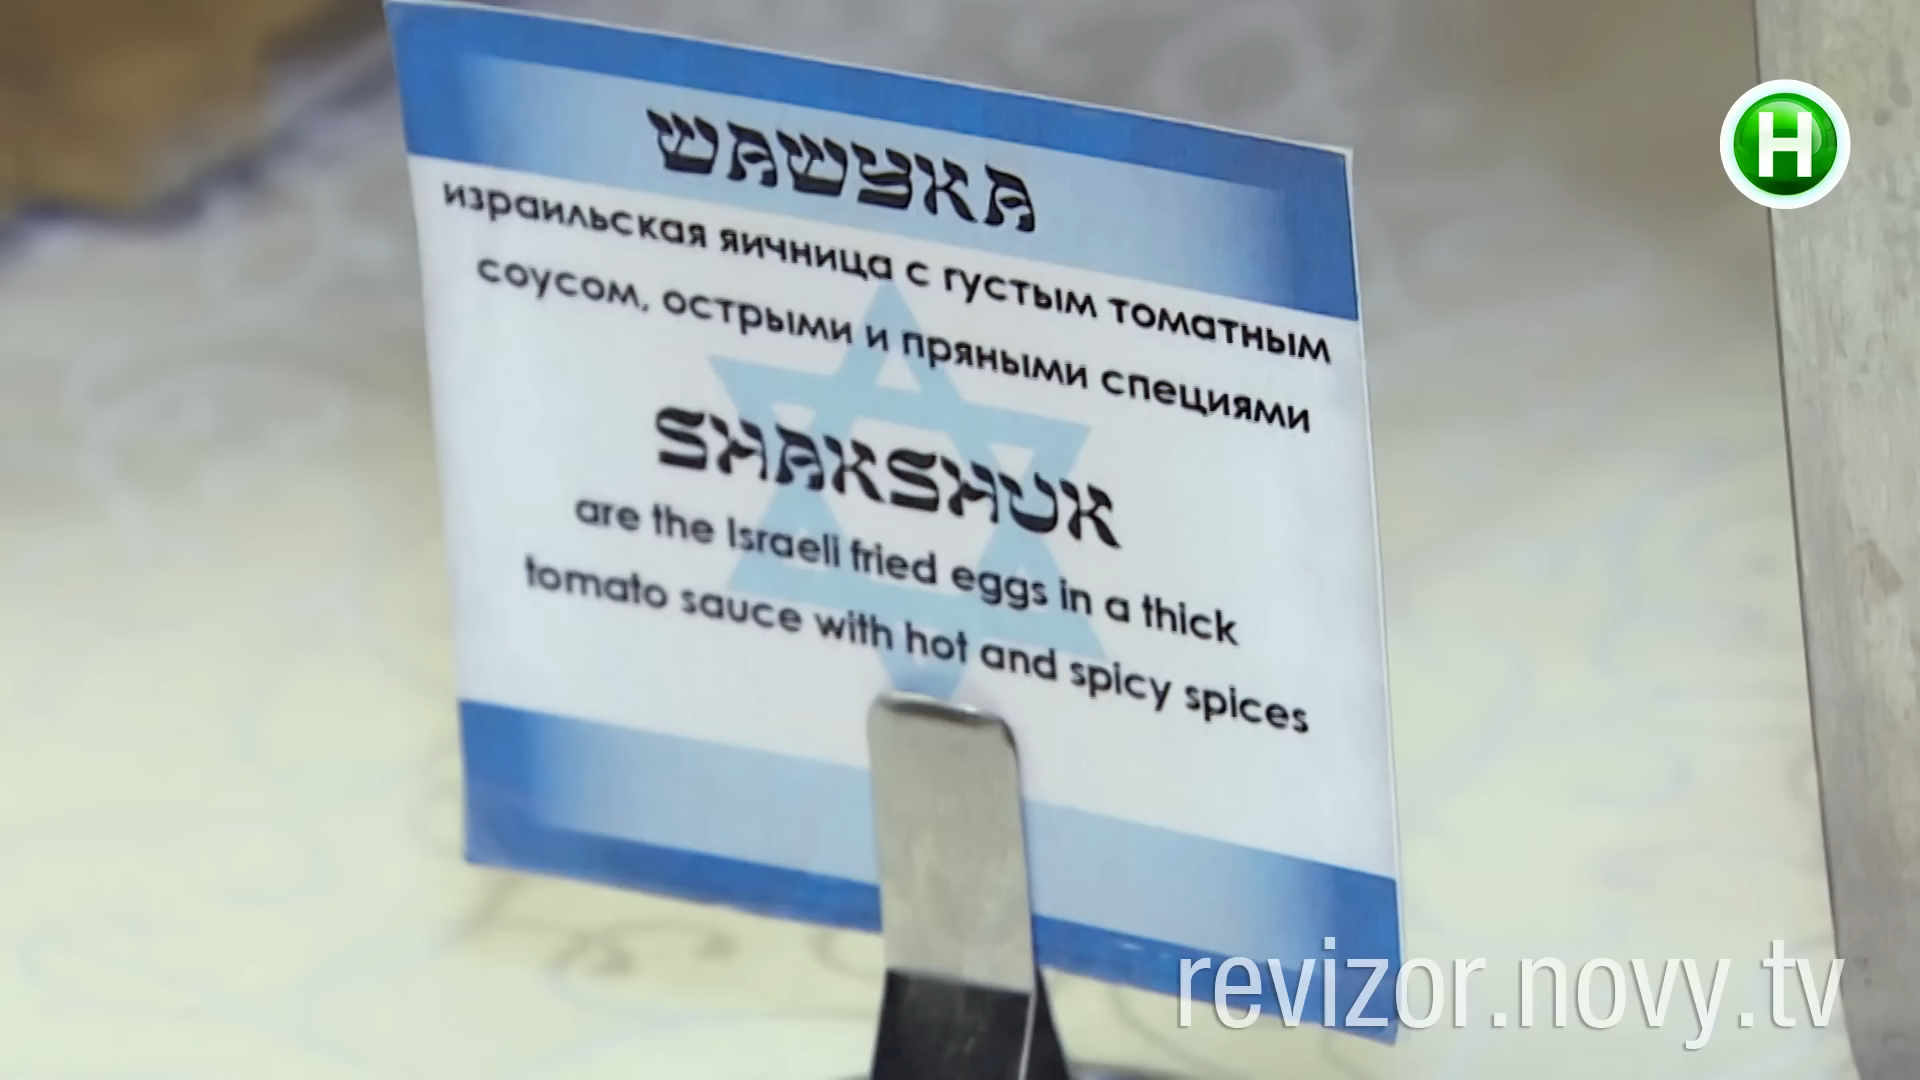 ШАШУКА
израильская яичница с густым томатным
соусом, острыми и пряными специями
SHAKSHUK
are the Israeli fried eggs in a thick
tomato sauce with hot and spicy spices
Н
revizor.novy.tv